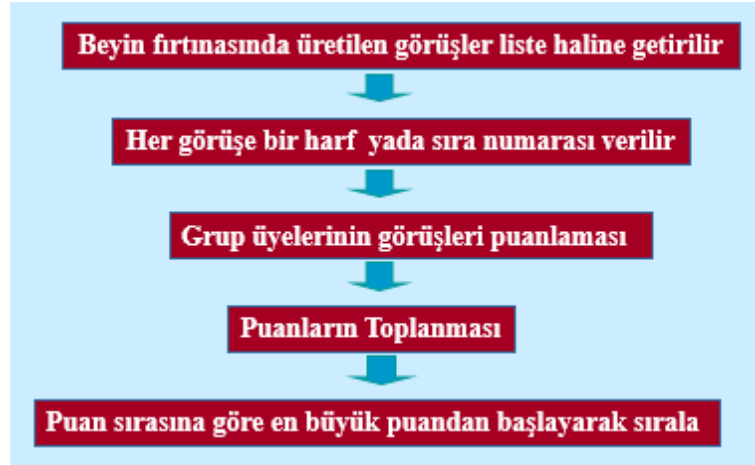 Beyin fırtınasında üretilen görüşler liste haline getirilir
Her görüşe bir harf yada sıra numarası verilir
Grup üyelerinin görüşleri puanlaması
Puanların Toplanması
Puan sırasına göre en büyük puandan başlayarak sırala